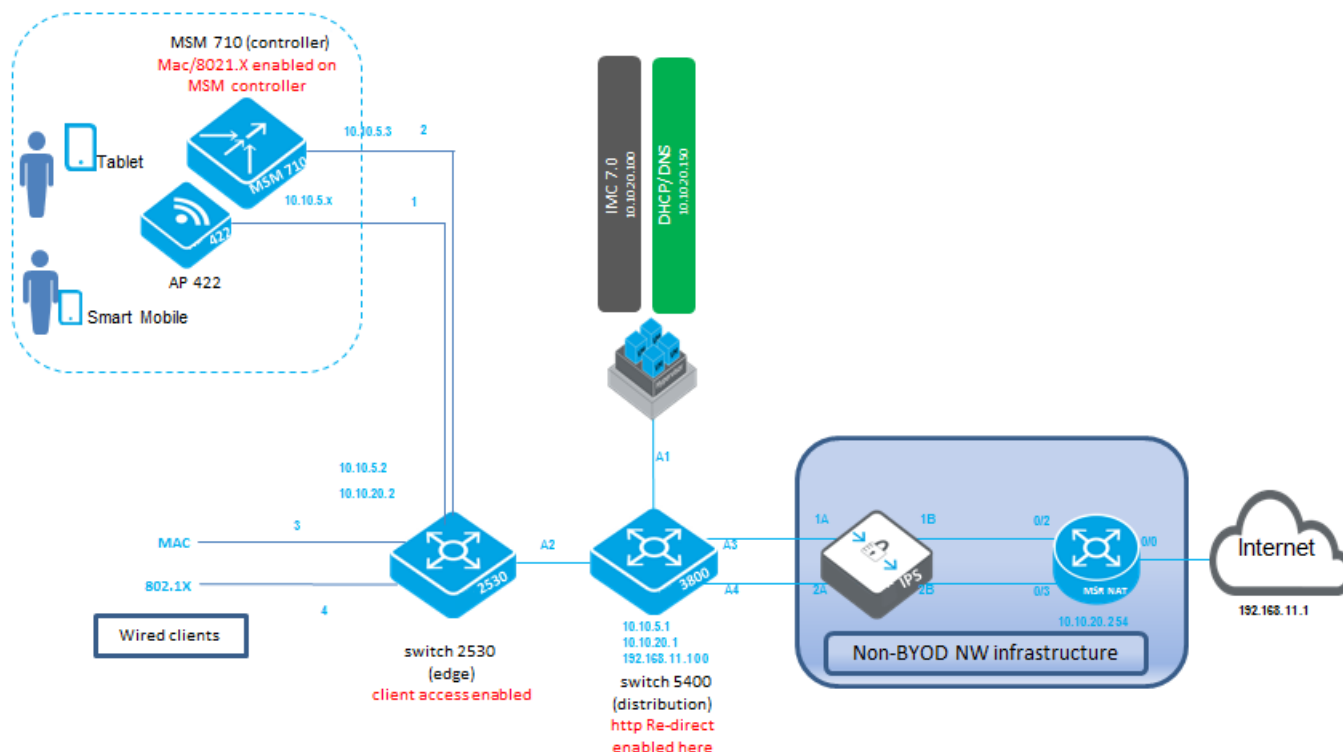 MSM 710 (controller)
Mac/8021.X enabled on
MSM controller
Tablet
MSM 710
10.10.5.3
2
10.10.5.x
1
422
AP 422
Smart Mobile
IMC 7.0
10.10.20.100
DHCP/DNS
10.10.20.150
Hypervisor
A1
10.10.5.2
10.10.20.2
3
MAC
802.1X
4
Wired clients
2530
switch 2530
(edge)
client access enabled
A2
3800
A3
A4
10.10.5.1
10.10.20.1
192.168.11.100
switch 5400
(distribution)
http Re-direct
enabled here
1A
1B
2A
2B
IPS
0/2
0/3
0/0
MSR NAT
10.10.20.254
Non-BYOD NW infrastructure
Internet
192.168.11.1